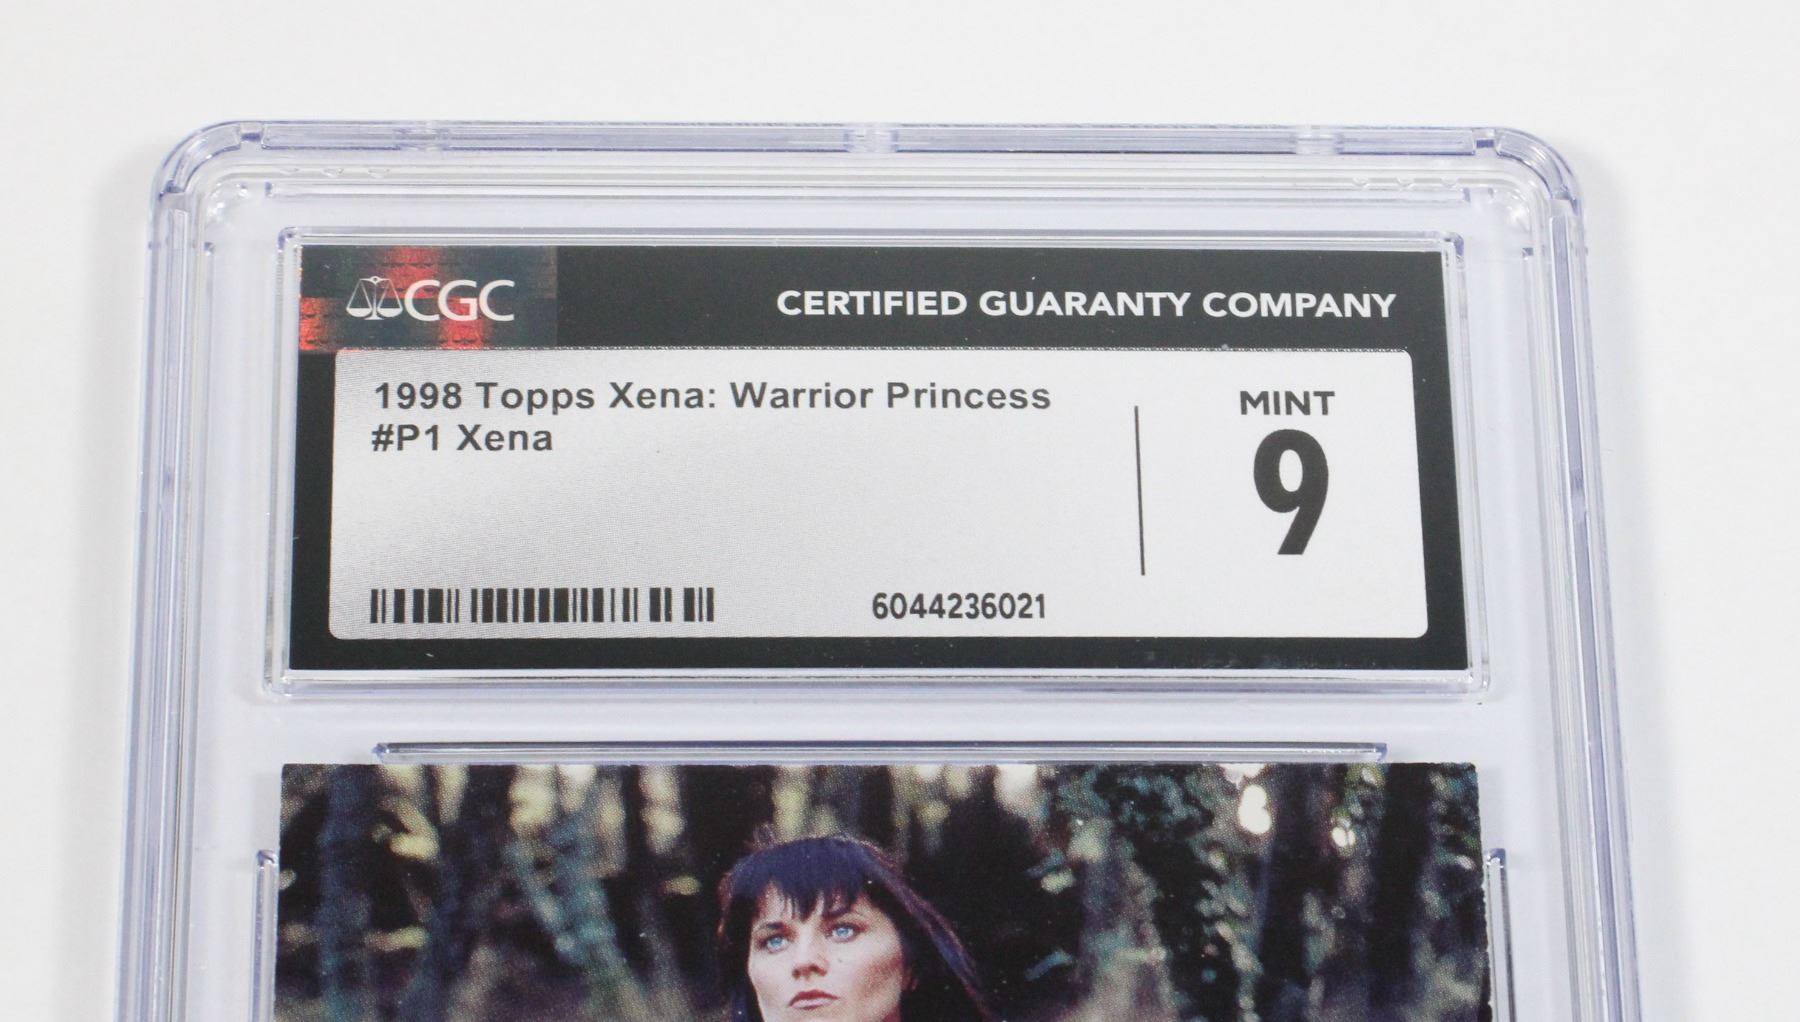 CGC
CERTIFIED GUARANTY COMPANY
1998 Topps Xena: Warrior Princess
#P1 Xena
MINT
9
6044236021